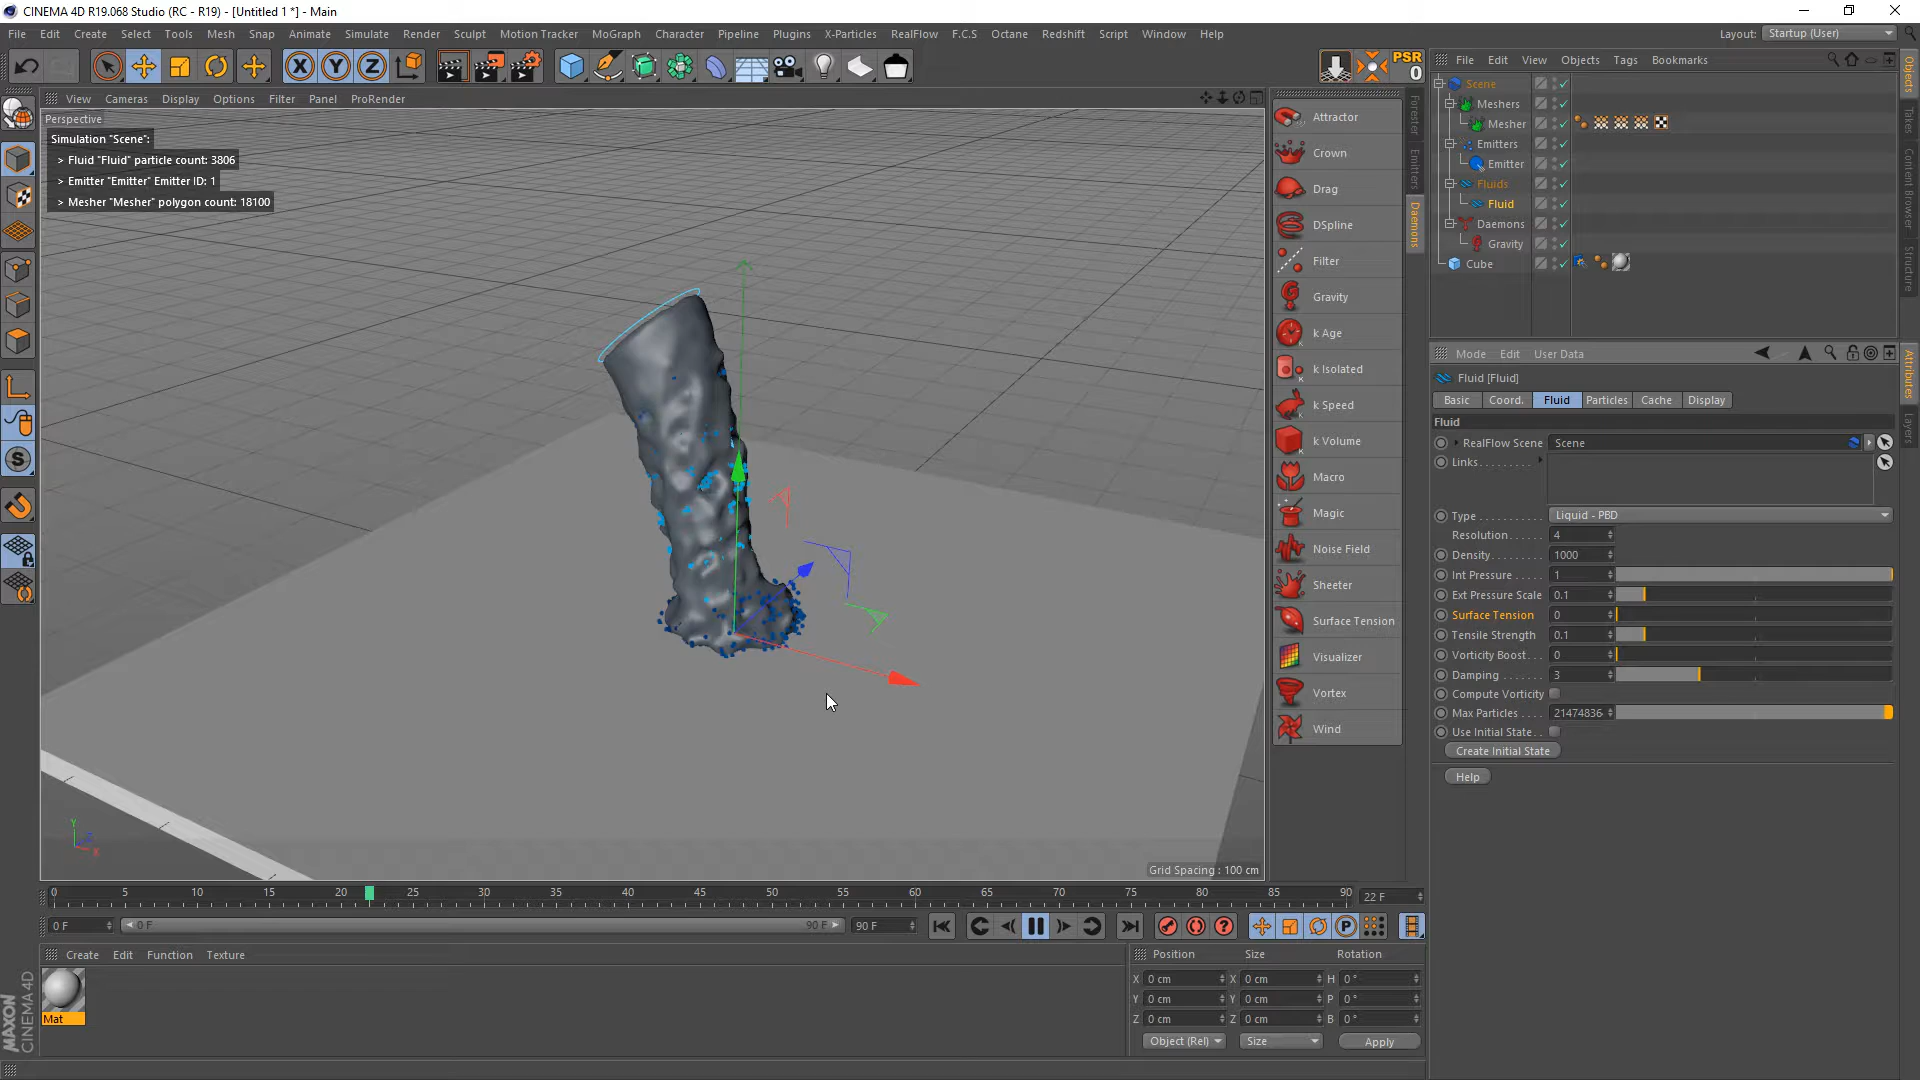 CINEMA 4D R19.068 Studio (RC - R19) - [Untitled 1 *] - Main
File Edit Create Select Tools Mesh Snap Animate Simulate Render Sculpt Motion Tracker MoGraph Character Pipeline Plugins X-Particles RealFlow F.C.S Octane Redshift Script Window Help
Layout: Startup (User)
X Y Z
PSR
0
View Cameras Display Options Filter Panel ProRender
Perspective
Simulation "Scene":
> Fluid "Fluid" particle count: 3806
> Emitter "Emitter" Emitter ID: 1
> Mesher "Mesher" polygon count: 18100
Grid Spacing : 100 cm
Attractor
Crown
Drag
DSpline
Filter
Gravity
k Age
k Isolated
k Speed
k Volume
Macro
Magic
Noise Field
Sheeter
Surface Tension
Visualizer
Vortex
Wind
Forester
Emitters
Daemons
File Edit View Objects Tags Bookmarks
Scene
Meshers
Mesher
Emitters
Emitter
Fluids
Fluid
Daemons
Gravity
Cube
Objects
Takes
Content Browser
Structure
Attributes
Layers
Mode Edit User Data
Fluid [Fluid]
Basic Coord. Fluid Particles Cache Display
Fluid
RealFlow Scene Scene
Links. . . . . . . .
Type . . . . . . . . . . . Liquid - PBD
Resolution. . . . . . 4
Density. . . . . . . . . 1000
Int Pressure . . . . . 1
Ext Pressure Scale 0.1
Surface Tension 0
Tensile Strength 0.1
Vorticity Boost. . . 0
Damping. . . . . . . . 3
Compute Vorticity
Max Particles . . . . 21474836
Use Initial State. .
Create Initial State
Help
0 5 10 15 20 25 30 35 40 45 50 55 60 65 70 75 80 85 90
22 F
0 F 0 F 90 F 90 F
Create Edit Function Texture
Mat
MAXON
CINEMA 4D
Position Size Rotation
X 0 cm X 0 cm H 0 °
Y 0 cm Y 0 cm P 0 °
Z 0 cm Z 0 cm B 0 °
Object (Rel) Size Apply